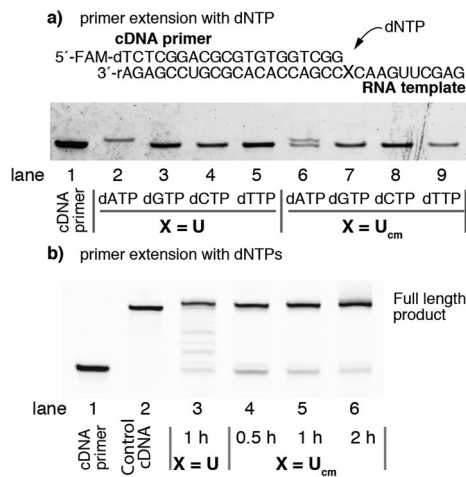 a) primer extension with dNTP
cDNA primer
dNTP
5´-FAM-dTCTCGGACGCGTGTGGTCGG
3´-rAGAGCCUGCGCACACCAGCCXCAAGUUCGAG
RNA template
lane 1 2 3 4 5 6 7 8 9
cDNA primer
dATP dGTP dCTP dTTP dATP dGTP dCTP dTTP
X = U X = Ucm
b) primer extension with dNTPs
Full length
product
lane 1 2 3 4 5 6
cDNA primer
Control cDNA
1 h 0.5 h 1 h 2 h
X = U X = Ucm